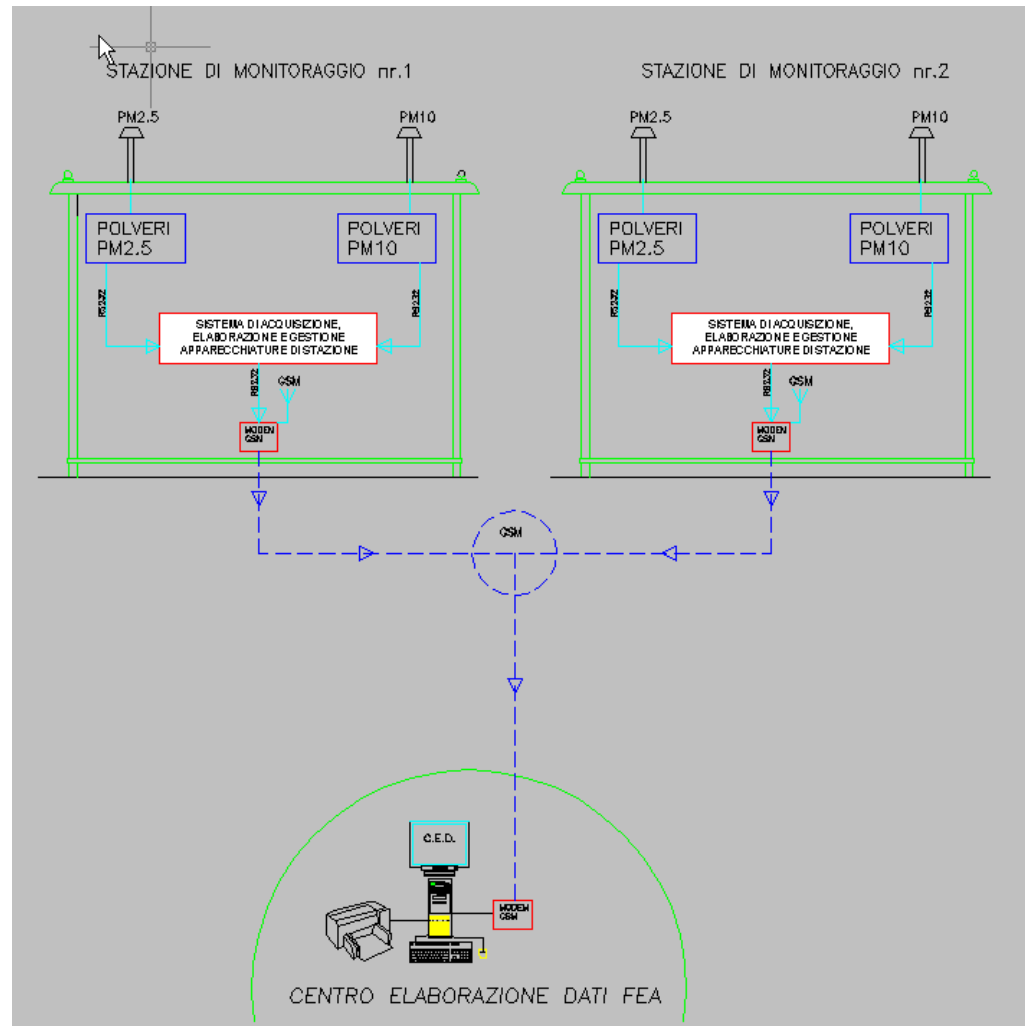 STAZIONE DI MONITORAGGIO nr.1
STAZIONE DI MONITORAGGIO nr.2
PM2.5
PM10
PM2.5
PM10
POLVERI
PM2.5
POLVERI
PM10
POLVERI
PM2.5
POLVERI
PM10
RS232
RS232
RS232
RS232
SISTEMA DI ACQUISIZIONE,
ELABORAZIONE E GESTIONE
APPARECCHIATURE DI STAZIONE
SISTEMA DI ACQUISIZIONE,
ELABORAZIONE E GESTIONE
APPARECCHIATURE DI STAZIONE
RS232
GSM
RS232
GSM
MODEM
GSM
MODEM
GSM
GSM
C.E.D.
MODEM
GSM
CENTRO ELABORAZIONE DATI FEA